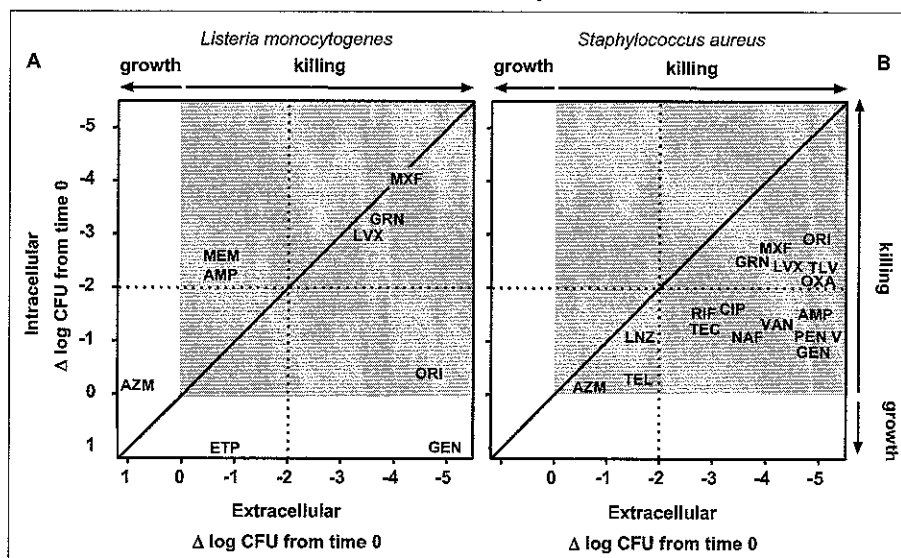 Listeria monocytogenes
Staphylococcus aureus
A
growth
killing
growth
killing
B
Intracellular
Δ log CFU from time 0
-5
-4
-3
-2
-1
0
1
MXF
GRN
LVX
MEM
AMP
AZM
ORI
ETP
GEN
ORI
MXF
GRN
LVX
TLV
OXA
RIF
CIP
AMP
TEC
VAN
LNZ
NAF
PEN V
GEN
TEL
AZM
killing
growth
1 0 -1 -2 -3 -4 -5
1 0 -1 -2 -3 -4 -5
Extracellular
Extracellular
Δ log CFU from time 0
Δ log CFU from time 0